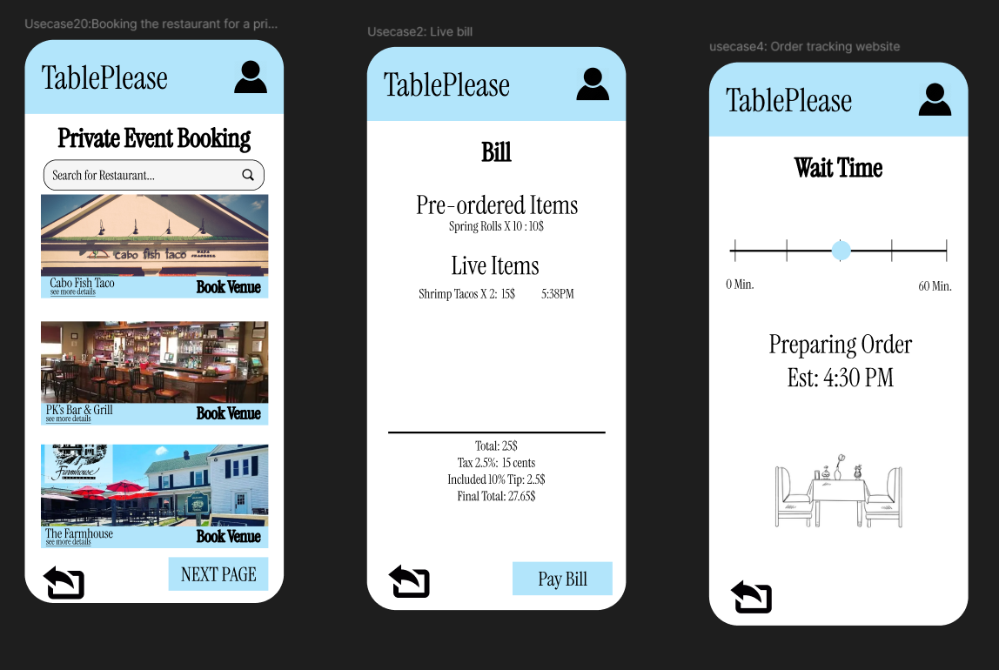 Usecase20:Booking the restaurant for a pri...
TablePlease
Private Event Booking
Search for Restaurant...
cabo fish taco
Cabo Fish Taco
see more details
Book Venue
PK's Bar & Grill
see more details
Book Venue
The
Farmhouse
The Farmhouse
see more details
Book Venue
NEXT PAGE
Usecase2: Live bill
TablePlease
Bill
Pre-ordered Items
Spring Rolls X 10 : 10$
Live Items
Shrimp Tacos X 2: 15$ 5:38PM
Total: 25$
Tax 2.5%: 15 cents
Included 10% Tip: 2.5$
Final Total: 27.65$
Pay Bill
usecase4: Order tracking website
TablePlease
Wait Time
0 Min. 60 Min.
Preparing Order
Est: 4:30 PM